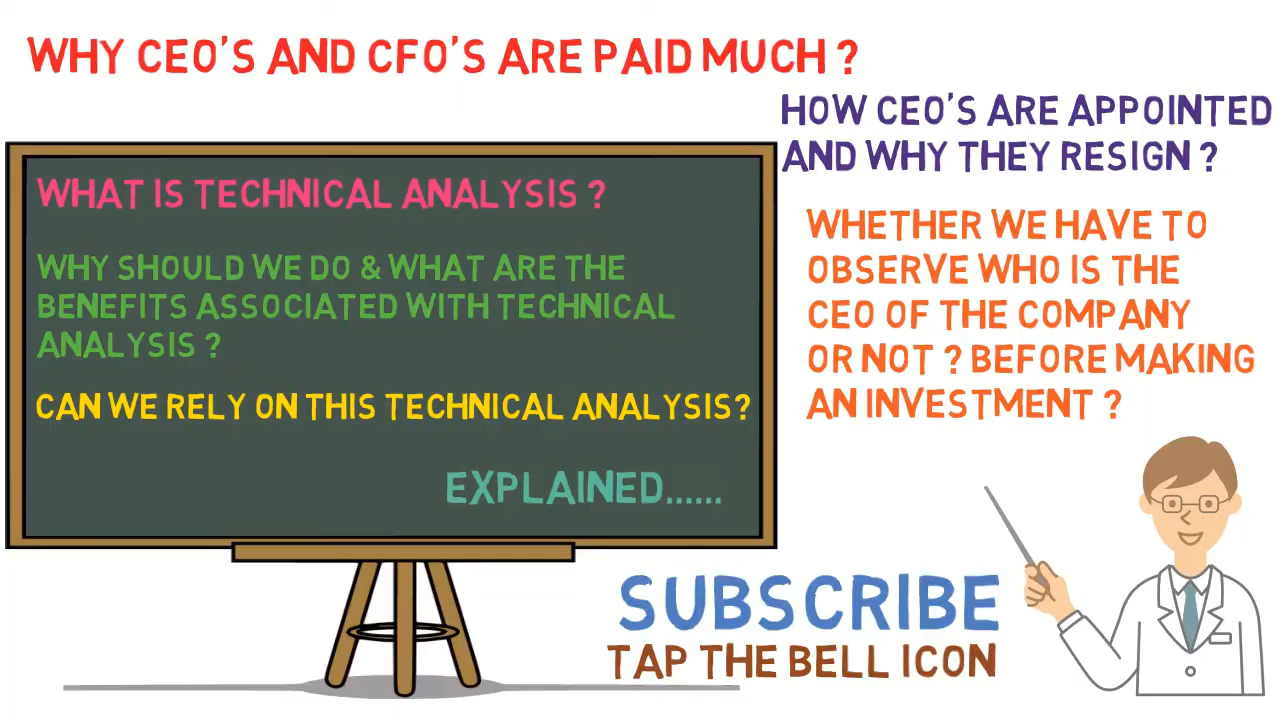 WHY CEO'S AND CFO'S ARE PAID MUCH ?
HOW CEO'S ARE APPOINTED
AND WHY THEY RESIGN ?
WHAT IS TECHNICAL ANALYSIS ?
WHY SHOULD WE DO & WHAT ARE THE
BENEFITS ASSOCIATED WITH TECHNICAL
ANALYSIS ?
CAN WE RELY ON THIS TECHNICAL ANALYSIS?
EXPLAINED......
WHETHER WE HAVE TO
OBSERVE WHO IS THE
CEO OF THE COMPANY
OR NOT ? BEFORE MAKING
AN INVESTMENT ?
SUBSCRIBE
TAP THE BELL ICON